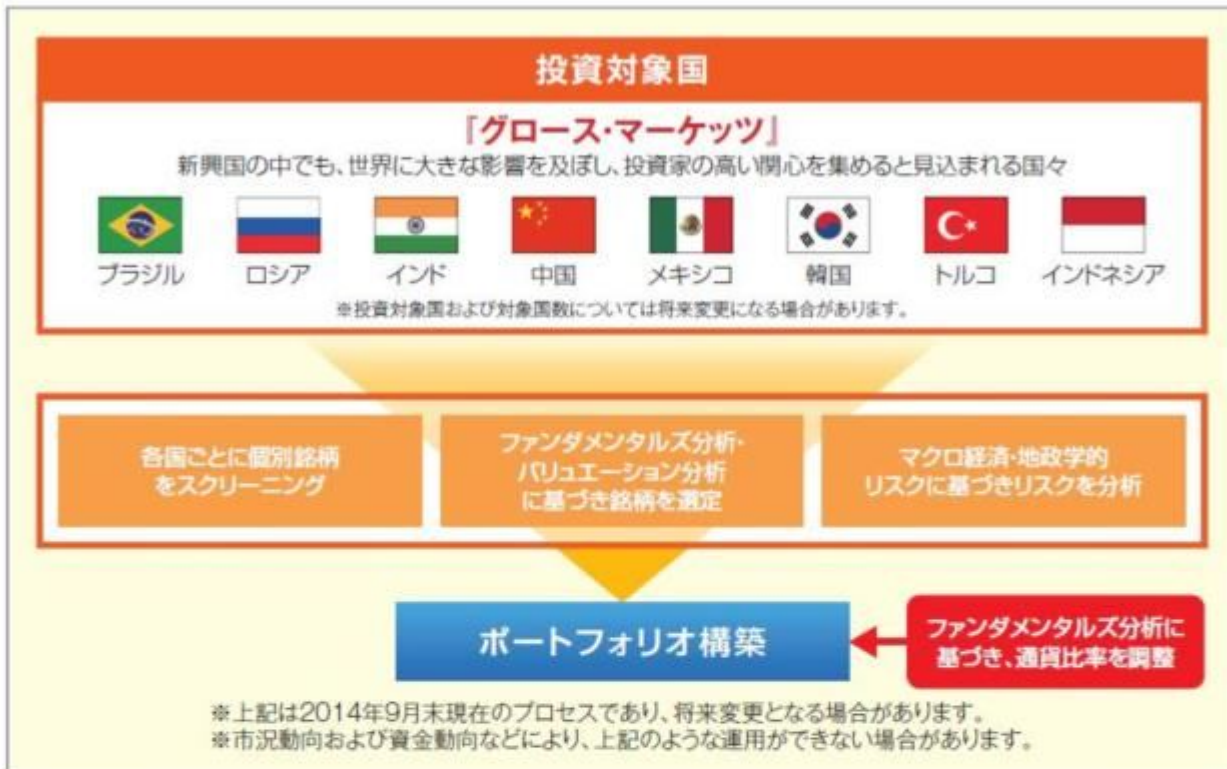 投資対象国
『グロース・マーケッツ』
新興国の中でも、世界に大きな影響を及ぼし、投資家の高い関心を集めると見込まれる国々
ブラジル
ロシア
インド
中国
メキシコ
韓国
トルコ
インドネシア
※投資対象国および対象国数については将来変更になる場合があります。
各国ごとに個別銘柄
をスクリーニング
ファンダメンタルズ分析・
バリュエーション分析
に基づき銘柄を選定
マクロ経済・地政学的
リスクに基づきリスクを分析
ポートフォリオ構築
ファンダメンタルズ分析に
基づき、通貨比率を調整
※上記は2014年9月末現在のプロセスであり、将来変更となる場合があります。
※市況動向および資金動向などにより、上記のような運用ができない場合があります。